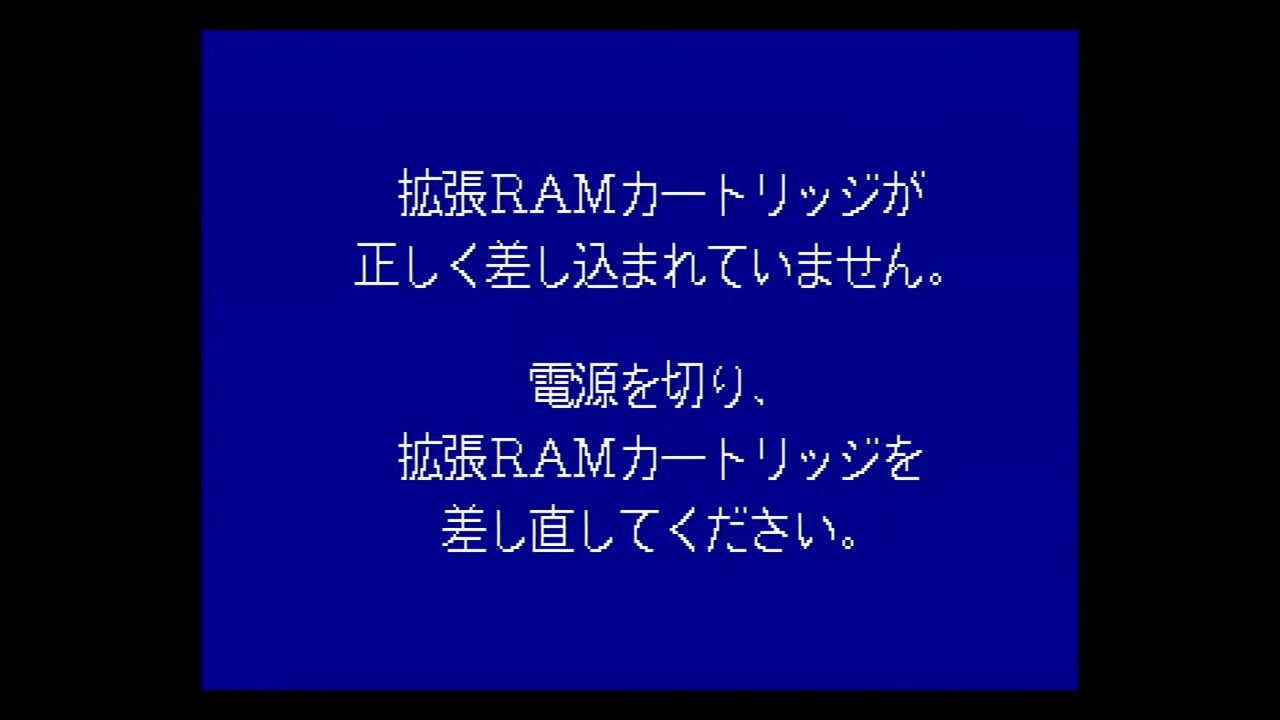 拡張RAMカートリッジが
正しく差し込まれていません。
電源を切り、
拡張RAMカートリッジを
差し直してください。